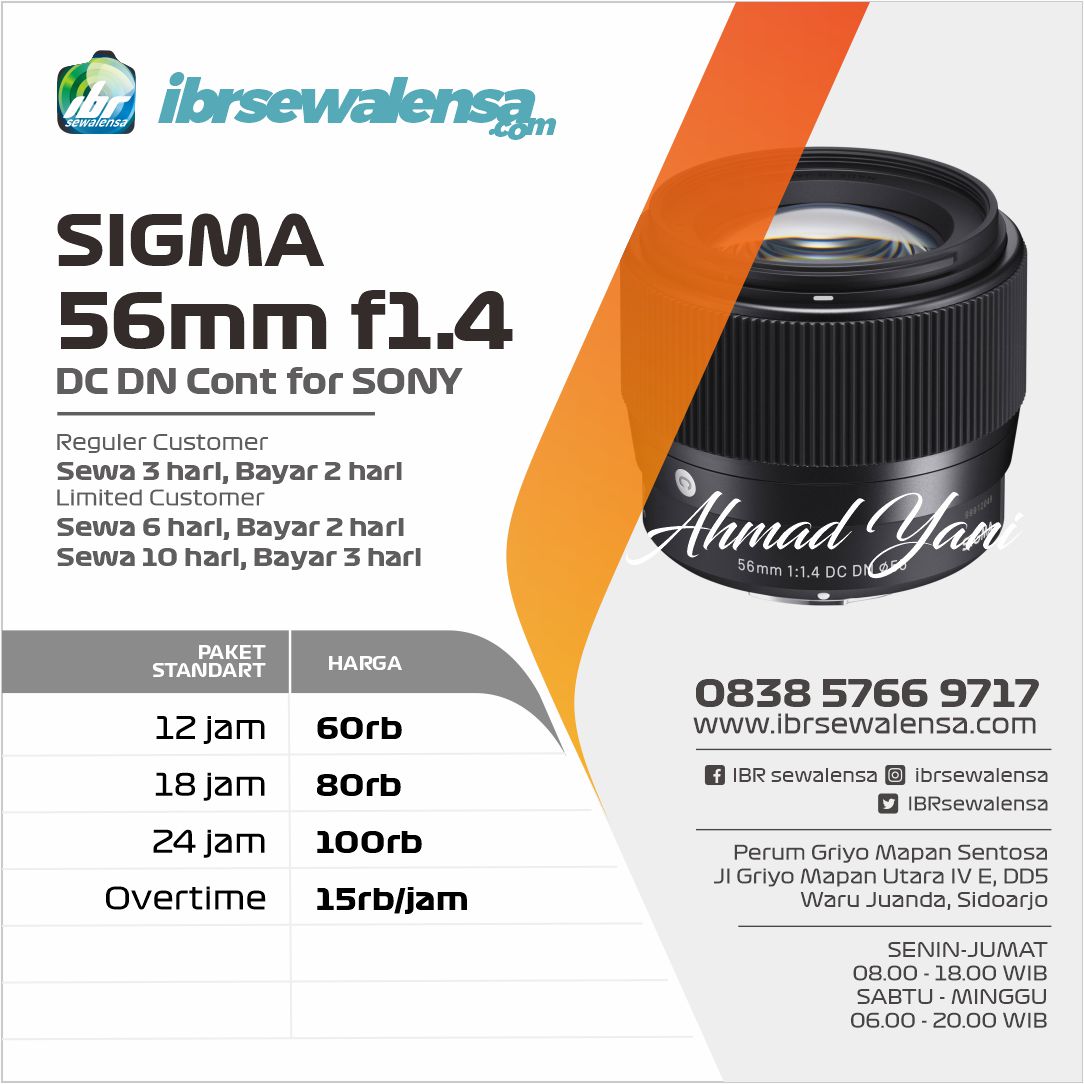 ibr
sewalensa
ibrsewalensa
.com
SIGMA
56mm f1.4
DC DN Cont for SONY
Reguler Customer
Sewa 3 hari, Bayar 2 hari
Limited Customer
Sewa 6 hari, Bayar 2 hari
Sewa 10 hari, Bayar 3 hari
C
Ahmad Yani
56mm 1:1.4 DC DN
PAKET
STANDART
HARGA
12 jam 60rb
18 jam 80rb
24 jam 100rb
Overtime 15rb/jam
0838 5766 9717
www.ibrsewalensa.com
IBR sewalensa ibrsewalensa
IBRsewalensa
Perum Griyo Mapan Sentosa
Jl Griyo Mapan Utara IV E, DD5
Waru Juanda, Sidoarjo
SENIN-JUMAT
08.00 - 18.00 WIB
SABTU - MINGGU
06.00 - 20.00 WIB